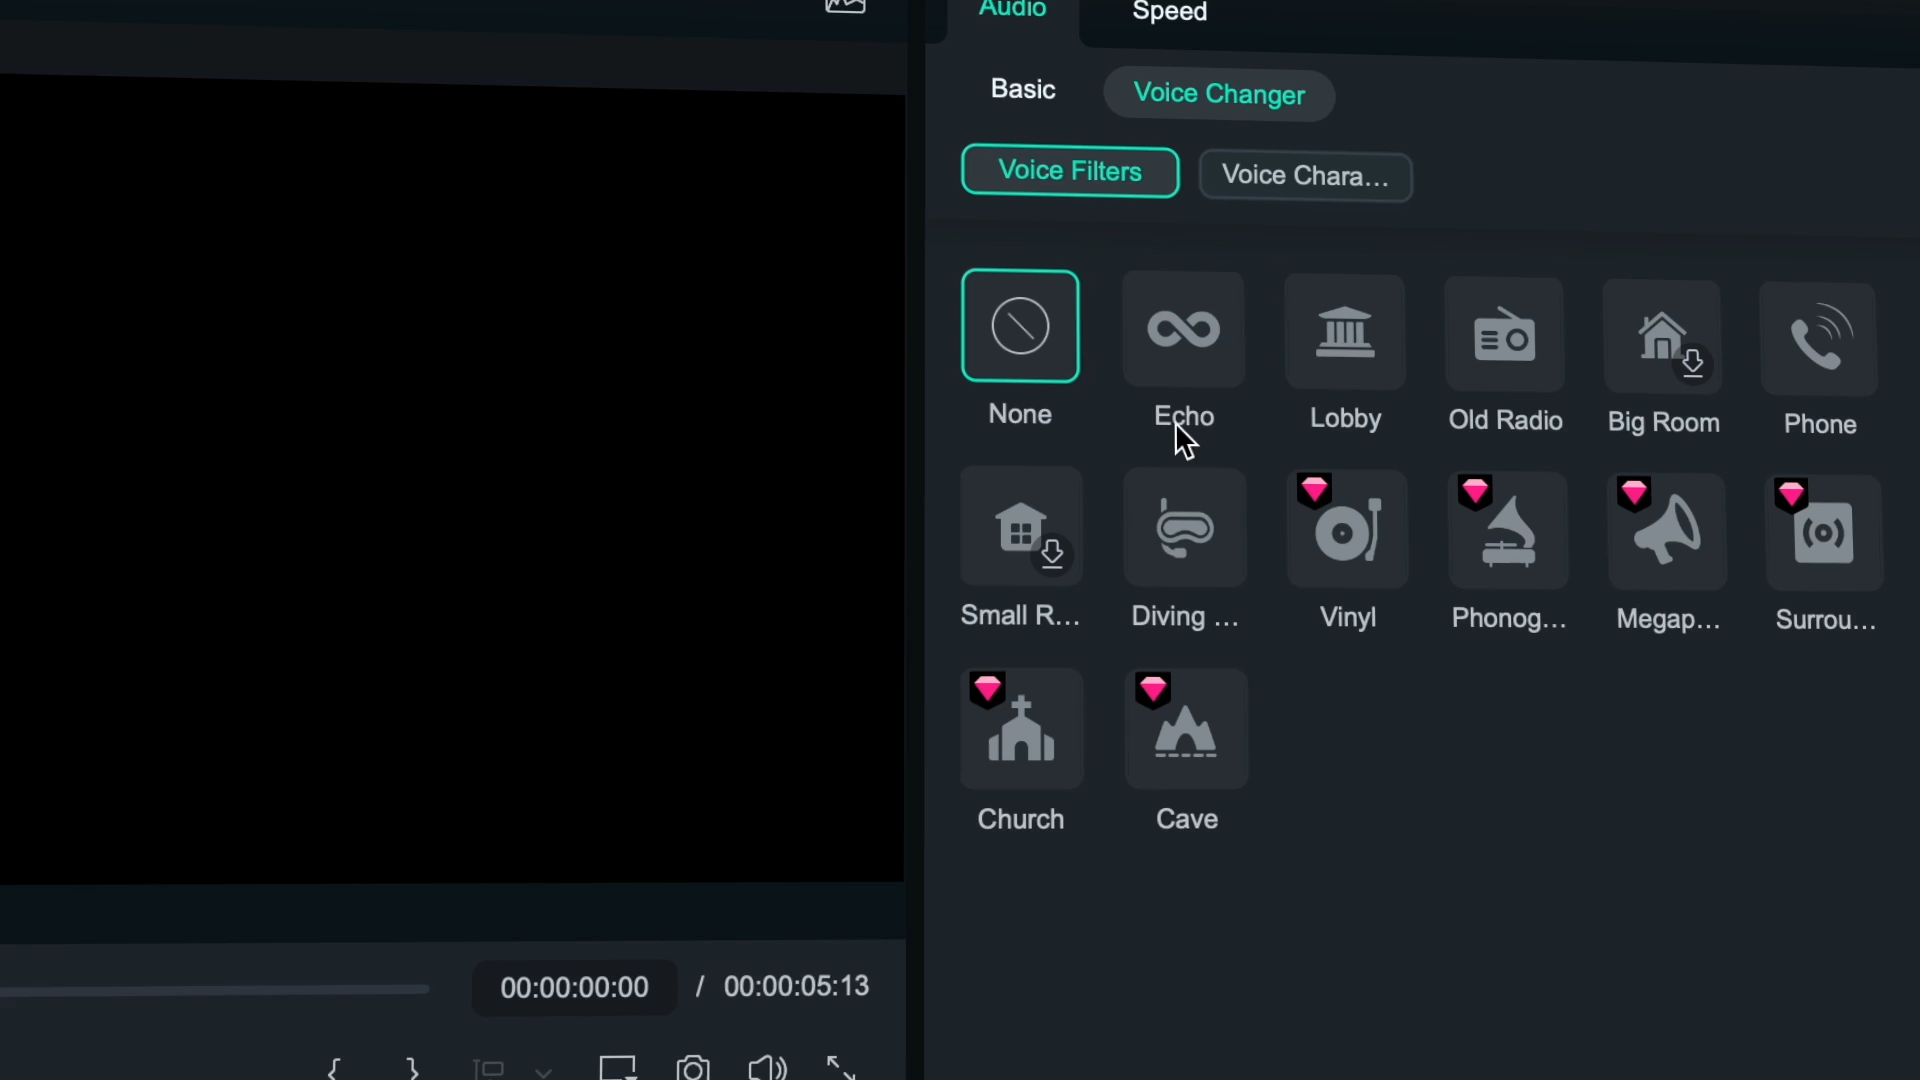 Audio Speed
Basic Voice Changer
Voice Filters Voice Chara...
None Echo Lobby Old Radio Big Room Phone
Small R... Diving ... Vinyl Phonog... Megap... Surrou...
Church Cave
00:00:00:00 / 00:00:05:13